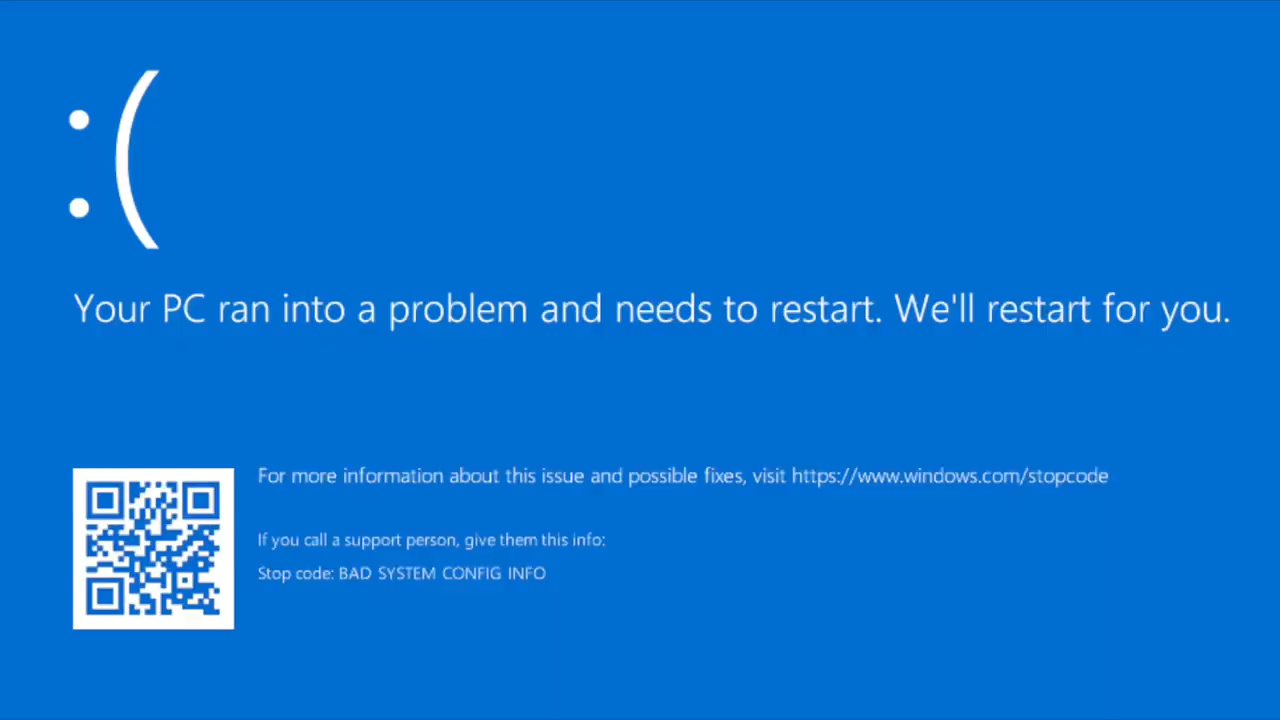 :(
Your PC ran into a problem and needs to restart. We'll restart for you.
For more information about this issue and possible fixes, visit https://www.windows.com/stopcode
If you call a support person, give them this info:
Stop code: BAD SYSTEM CONFIG INFO